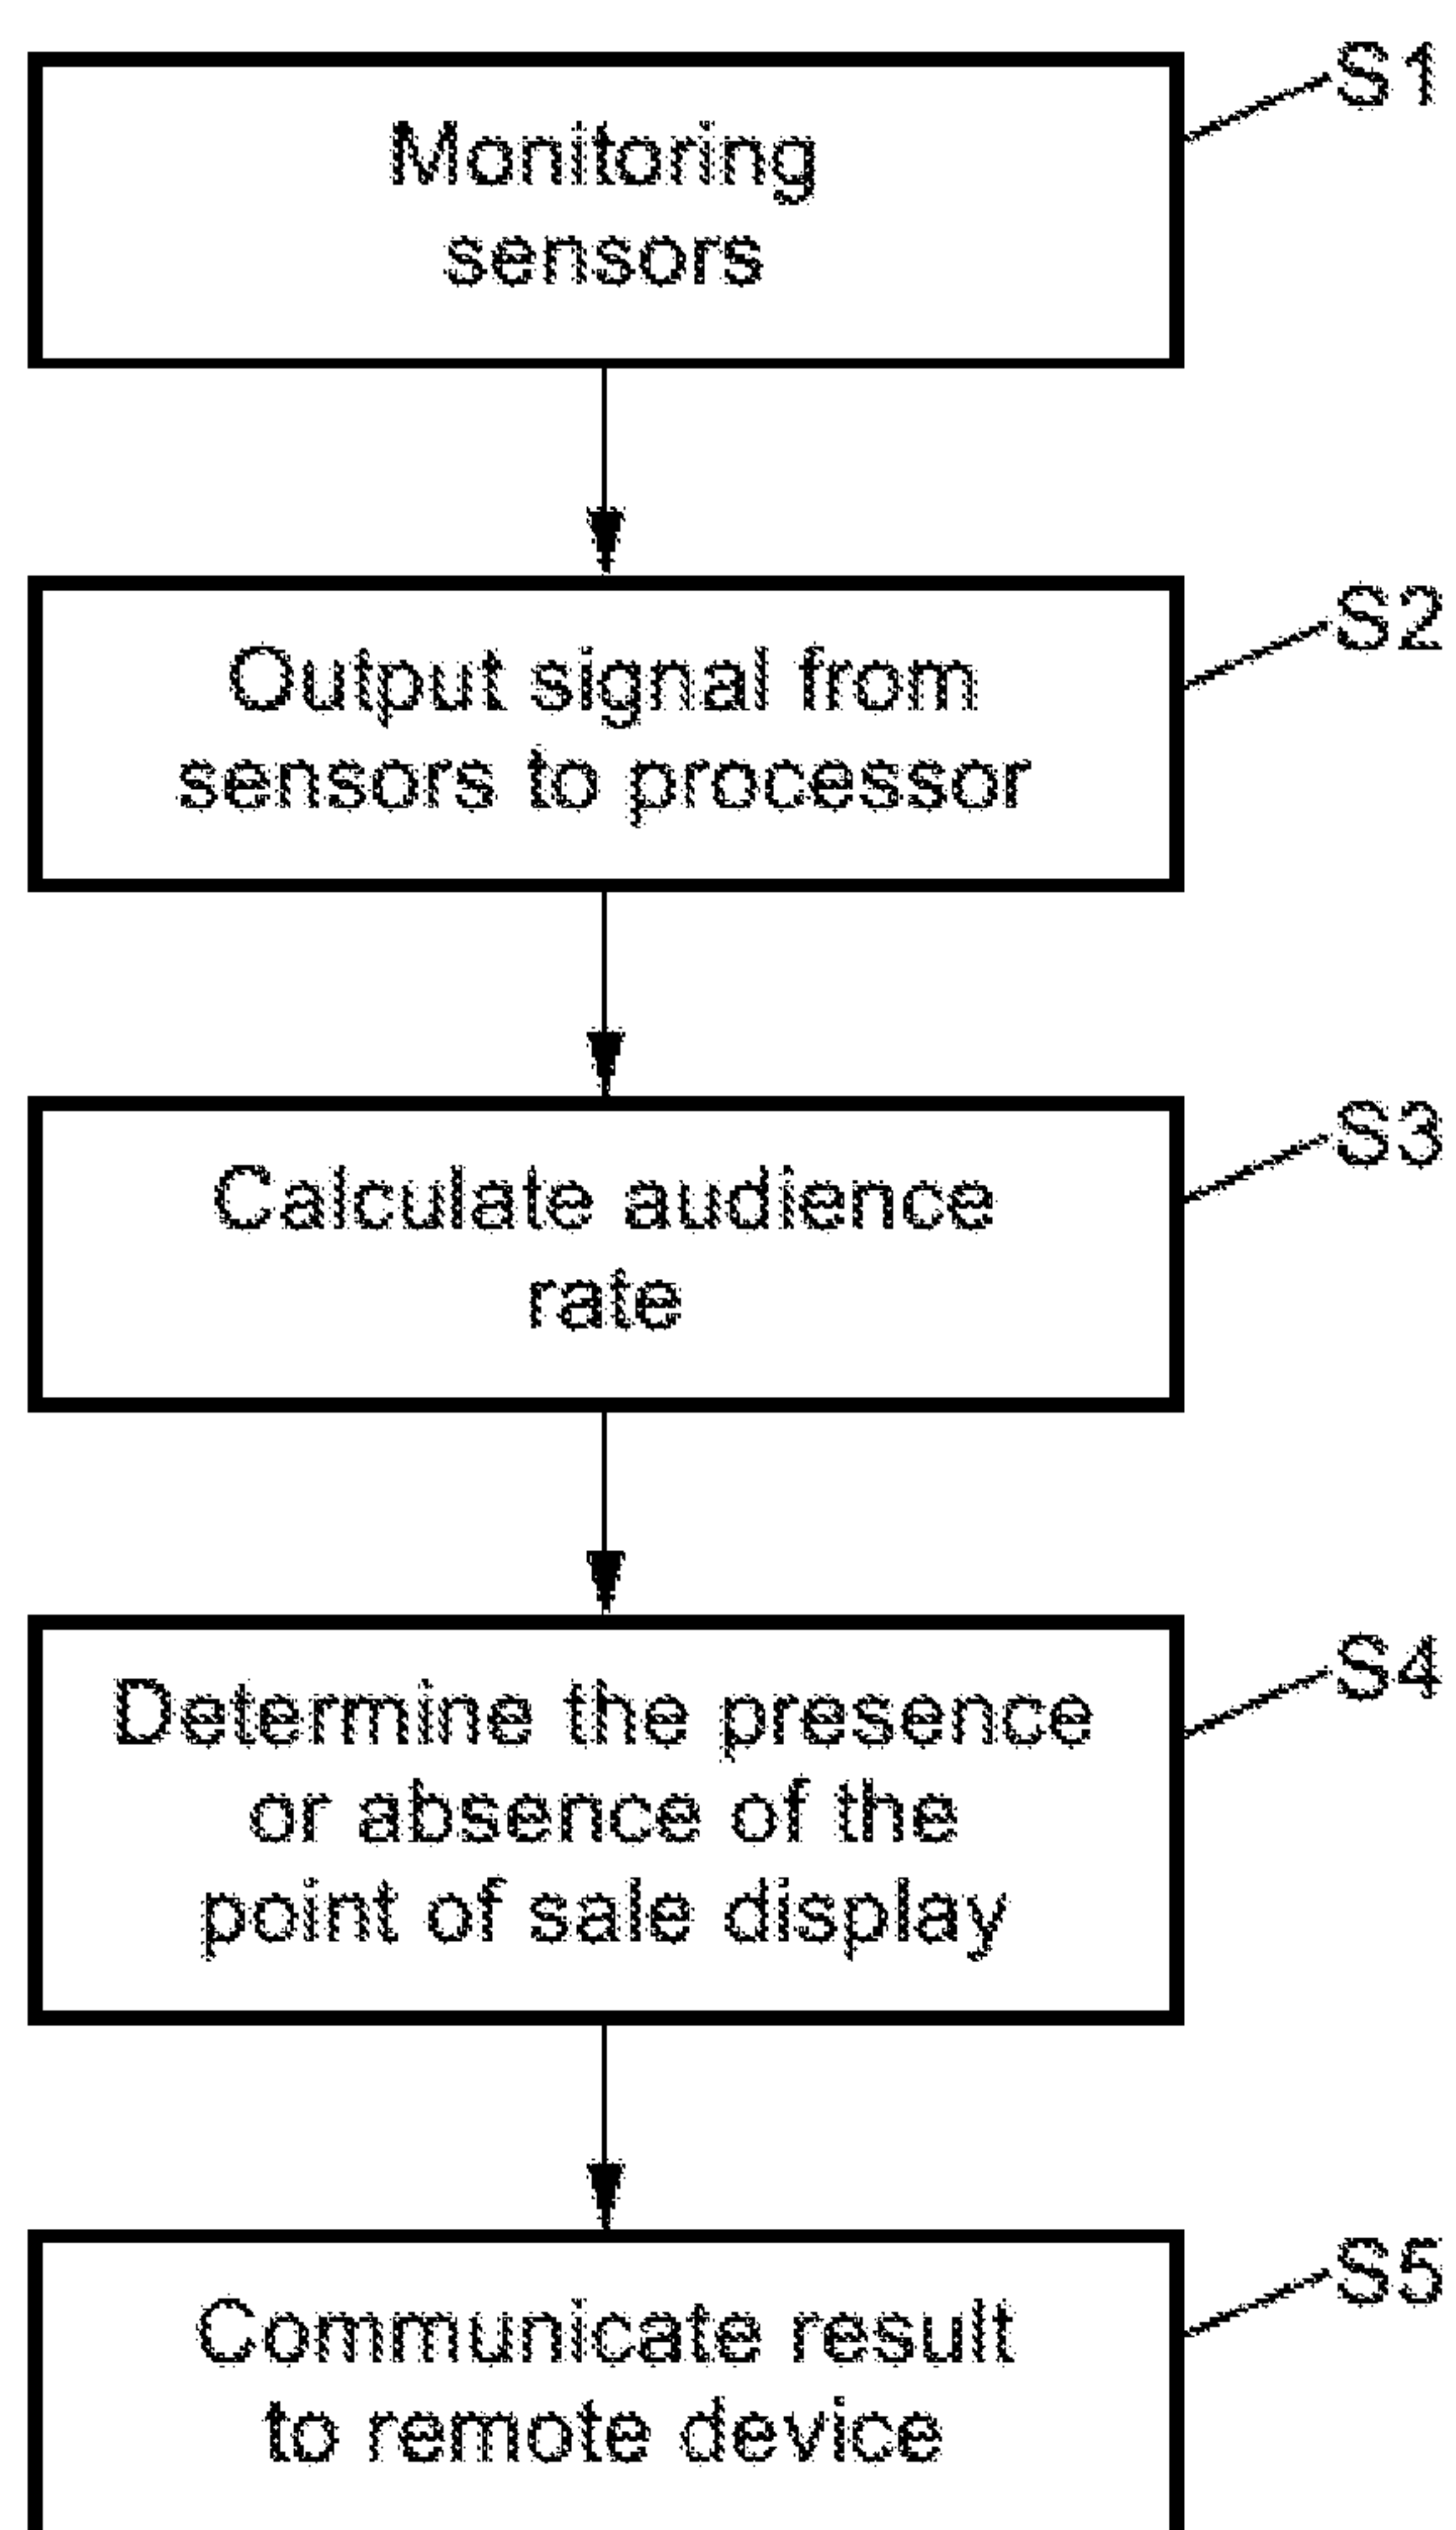 S1
Monitoring
sensors
S2
Output signal from
sensors to processor
S3
Calculate audience
rate
S4
Determine the presence
or absence of the
point of sale display
S5
Communicate result
to remote device